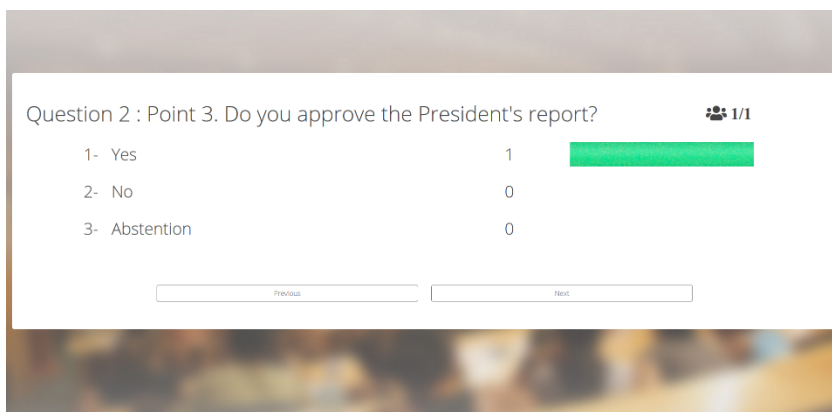 Question 2 : Point 3. Do you approve the President's report? 1/1
1- Yes 1
2- No 0
3- Abstention 0
Previous Next